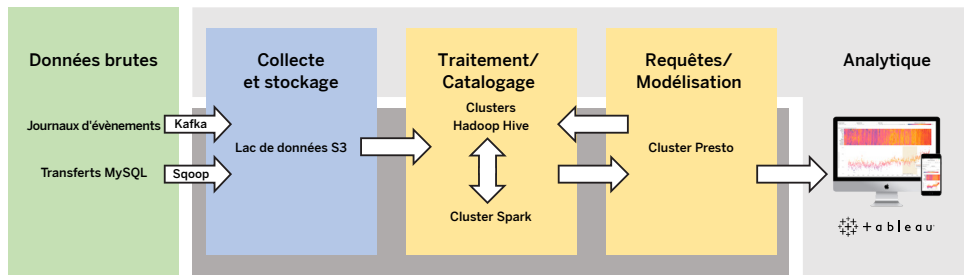 Données brutes
Collecte
et stockage
Traitement/
Catalogage
Requêtes/
Modélisation
Analytique
Journaux d'évènements
Kafka
Transferts MySQL
Sqoop
Lac de données S3
Clusters
Hadoop Hive
Cluster Spark
Cluster Presto
+ a b l e a u